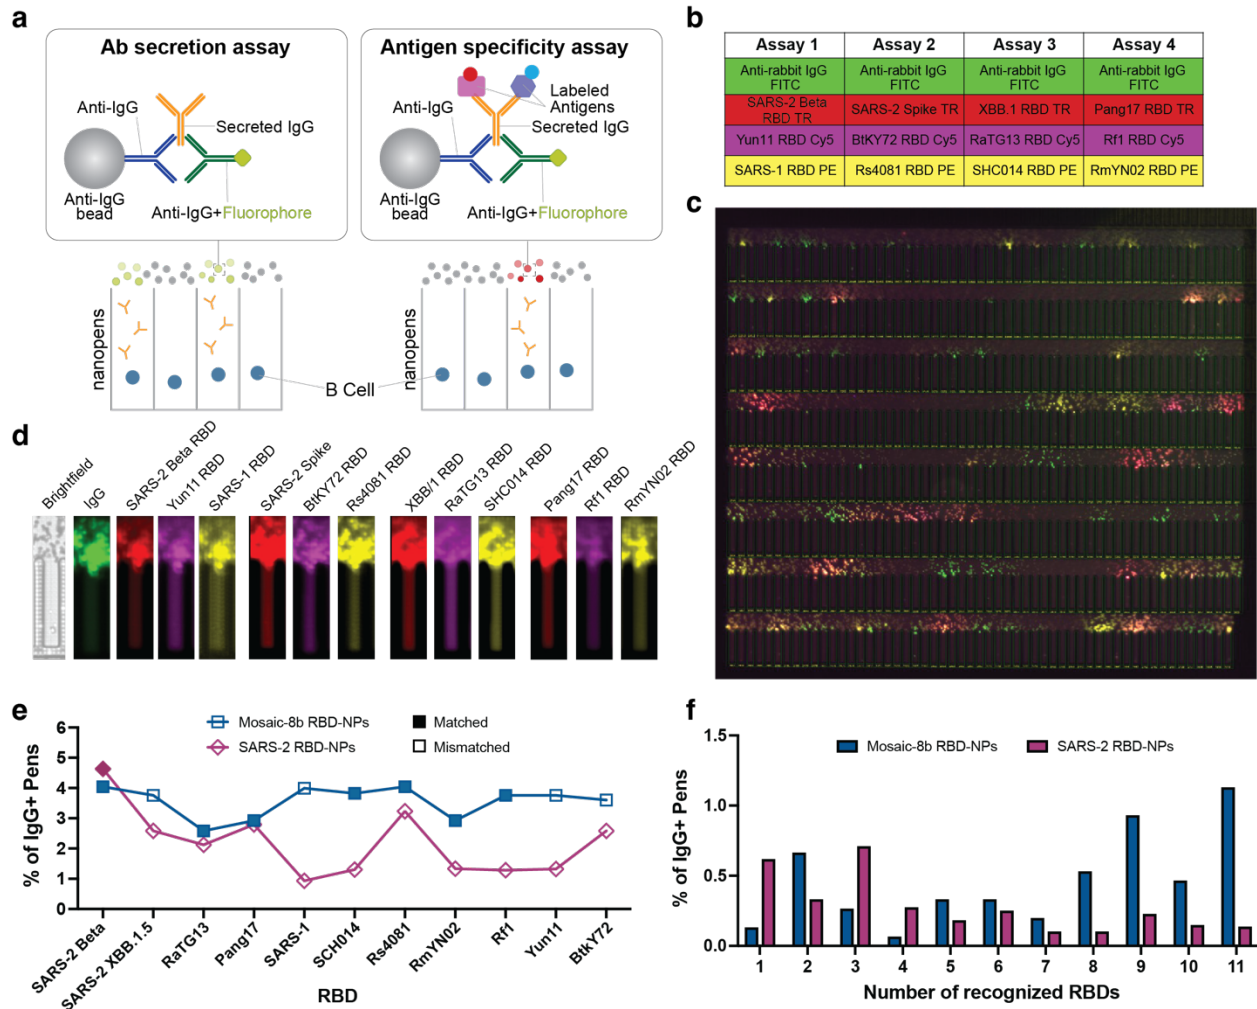 a
Ab secretion assay
Anti-IgG
Secreted IgG
Anti-IgG
bead
Anti-IgG+Fluorophore
nanopens
Antigen specificity assay
Labeled
Antigens
Anti-IgG
Secreted IgG
Anti-IgG
bead
Anti-IgG+Fluorophore
nanopens
B Cell
b
Assay 1 Assay 2 Assay 3 Assay 4
Anti-rabbit IgG FITC Anti-rabbit IgG FITC Anti-rabbit IgG FITC Anti-rabbit IgG FITC
SARS-2 Beta RBD TR SARS-2 Spike TR XBB.1 RBD TR Pang17 RBD TR
Yun11 RBD Cy5 BtKY72 RBD Cy5 RaTG13 RBD Cy5 Rf1 RBD Cy5
SARS-1 RBD PE Rs4081 RBD PE SHC014 RBD PE RmYN02 RBD PE
c
d
Brightfield
IgG
SARS-2 Beta RBD
Yun11 RBD
SARS-1 RBD
SARS-2 Spike
BtKY72 RBD
Rs4081 RBD
XBB/1 RBD
RaTG13 RBD
SHC014 RBD
Pang17 RBD
Rf1 RBD
RmYN02 RBD
e
Mosaic-8b RBD-NPs
SARS-2 RBD-NPs
Matched
Mismatched
% of IgG+ Pens
6
5
4
3
2
1
0
SARS-2 Beta
SARS-2 XBB.1.5
RaTG13
Pang17
SARS-1
SCH014
Rs4081
RmYN02
Rf1
Yun11
BtKY72
RBD
f
Mosaic-8b RBD-NPs
SARS-2 RBD-NPs
% of IgG+ Pens
1.5
1.0
0.5
0.0
1 2 3 4 5 6 7 8 9 10 11
Number of recognized RBDs